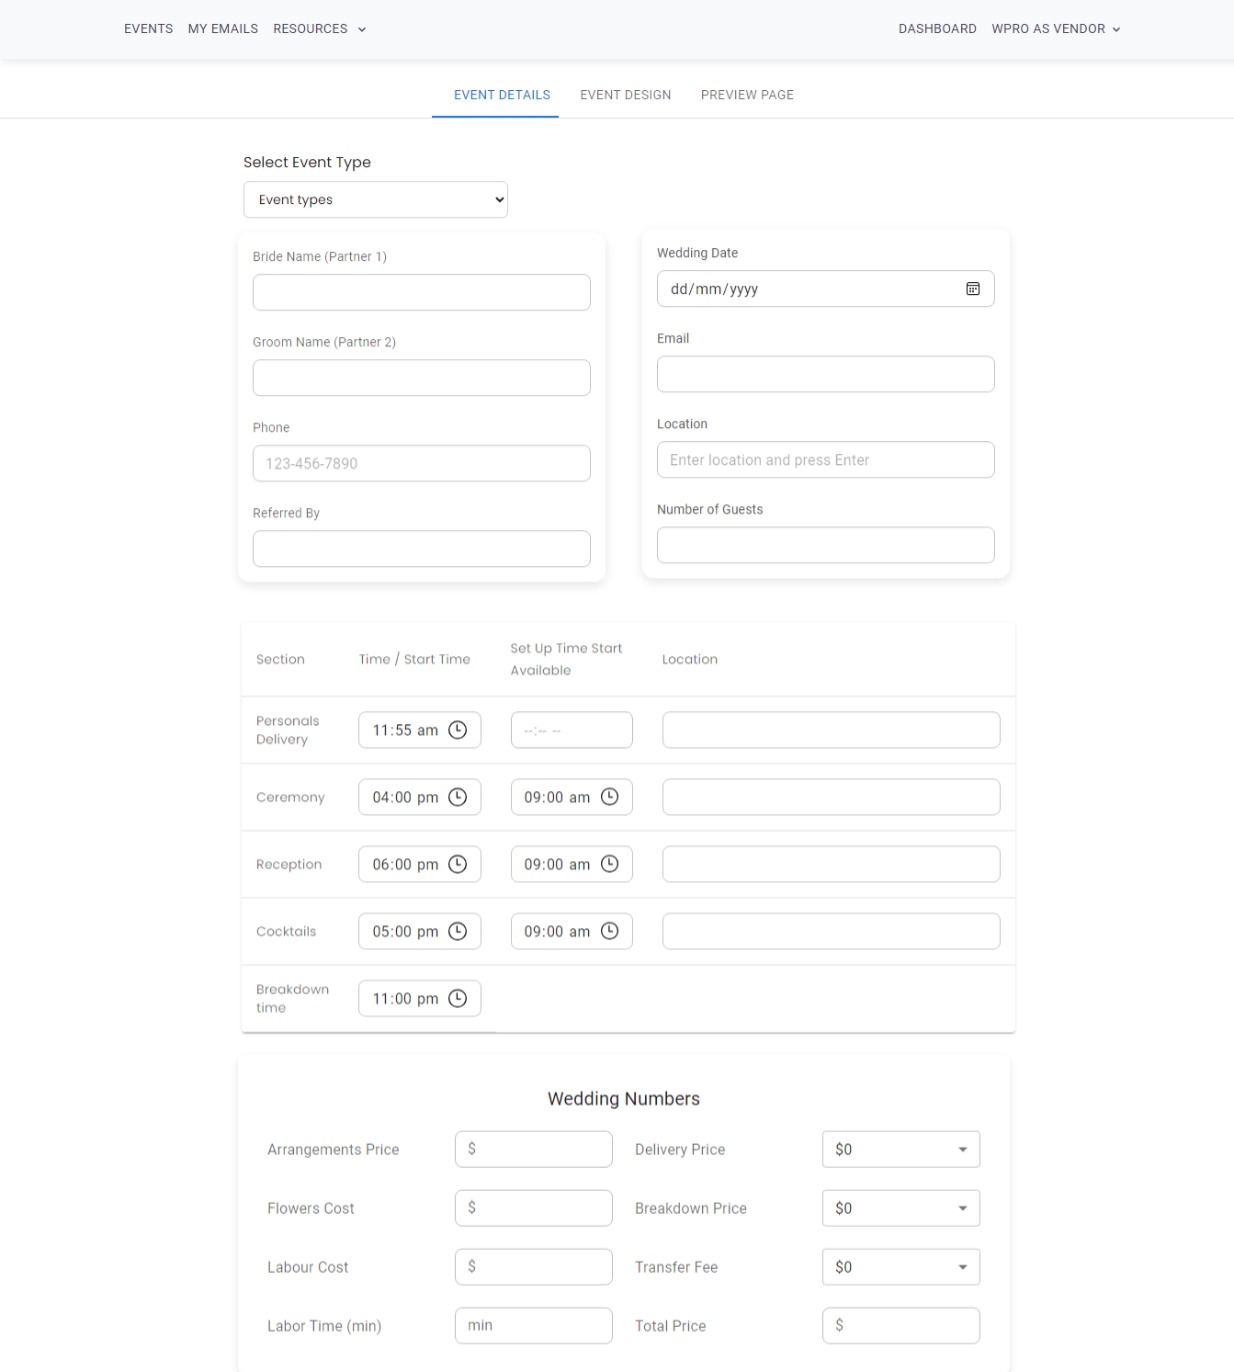 EVENTS MY EMAILS RESOURCES DASHBOARD WPRO AS VENDOR
EVENT DETAILS EVENT DESIGN PREVIEW PAGE
Select Event Type
Event types
Bride Name (Partner 1)
Groom Name (Partner 2)
Phone
123-456-7890
Referred By
Wedding Date
dd/mm/yyyy
Email
Location
Enter location and press Enter
Number of Guests
Section Time / Start Time Set Up Time Start Available Location
Personals Delivery 11:55 am --:-- --
Ceremony 04:00 pm 09:00 am
Reception 06:00 pm 09:00 am
Cocktails 05:00 pm 09:00 am
Breakdown time 11:00 pm
Wedding Numbers
Arrangements Price $ Delivery Price $0
Flowers Cost $ Breakdown Price $0
Labour Cost $ Transfer Fee $0
Labor Time (min) min Total Price $